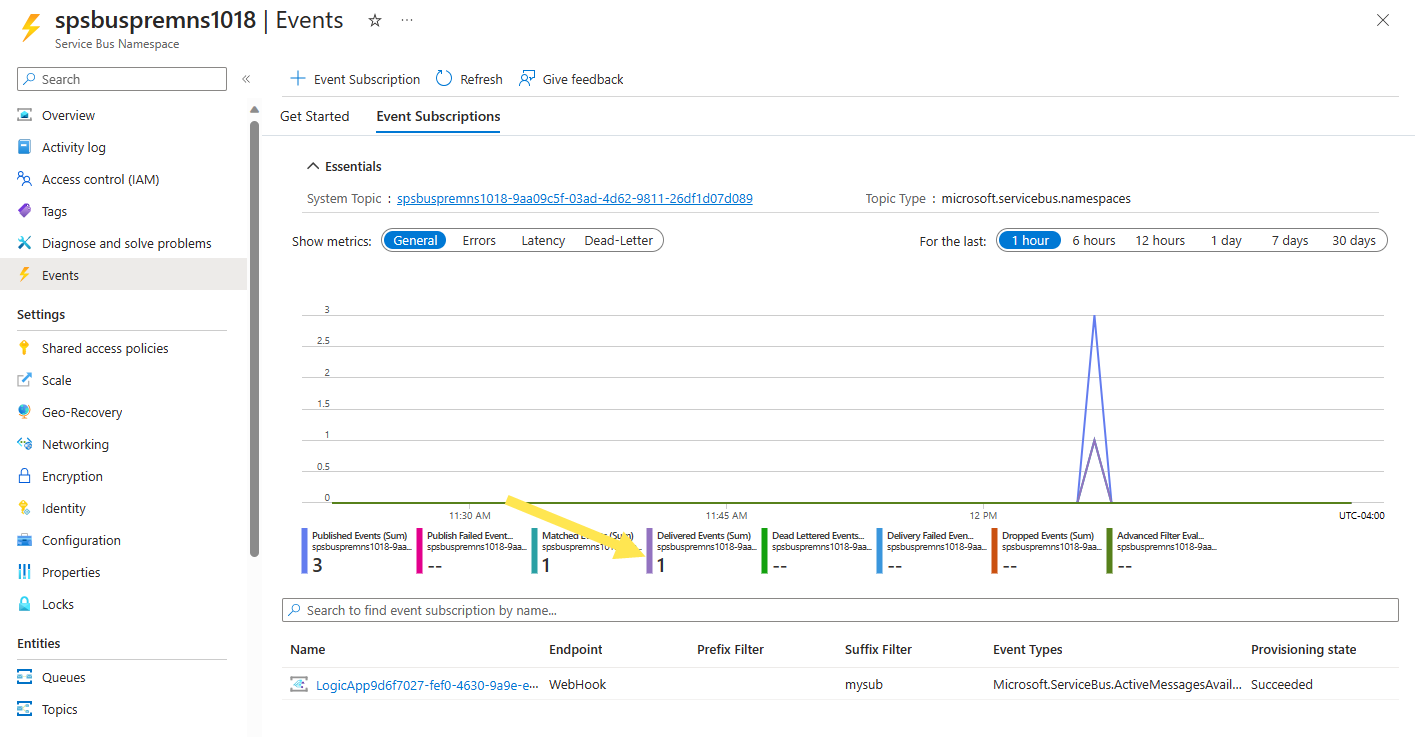 spsbuspremns1018 | Events
Service Bus Namespace
Search
Overview
Activity log
Access control (IAM)
Tags
Diagnose and solve problems
Events
Settings
Shared access policies
Scale
Geo-Recovery
Networking
Encryption
Identity
Configuration
Properties
Locks
Entities
Queues
Topics
Event Subscription Refresh Give feedback
Get Started Event Subscriptions
Essentials
System Topic : spsbuspremns1018-9aa09c5f-03ad-4d62-9811-26df1d07d089 Topic Type : microsoft.servicebus.namespaces
Show metrics: General Errors Latency Dead-Letter For the last: 1 hour 6 hours 12 hours 1 day 7 days 30 days
3
2.5
2
1.5
1
0.5
0
11:30 AM 11:45 AM 12 PM UTC-04:00
Published Events (Sum) Publish Failed Event... Matched (Sum) Delivered Events (Sum) Dead Lettered Events... Delivery Failed Even... Dropped Events (Sum) Advanced Filter Eval...
spsbuspremns1018-9aa... spsbuspremns1018-9aa... spsbuspremns10 spsbuspremns1018-9aa... spsbuspremns1018-9aa... spsbuspremns1018-9aa... spsbuspremns1018-9aa... spsbuspremns1018-9aa...
3 -- 1 1 -- -- -- --
Search to find event subscription by name...
Name Endpoint Prefix Filter Suffix Filter Event Types Provisioning state
LogicApp9d6f7027-fef0-4630-9a9e-e... WebHook mysub Microsoft.ServiceBus.ActiveMessagesAvail... Succeeded